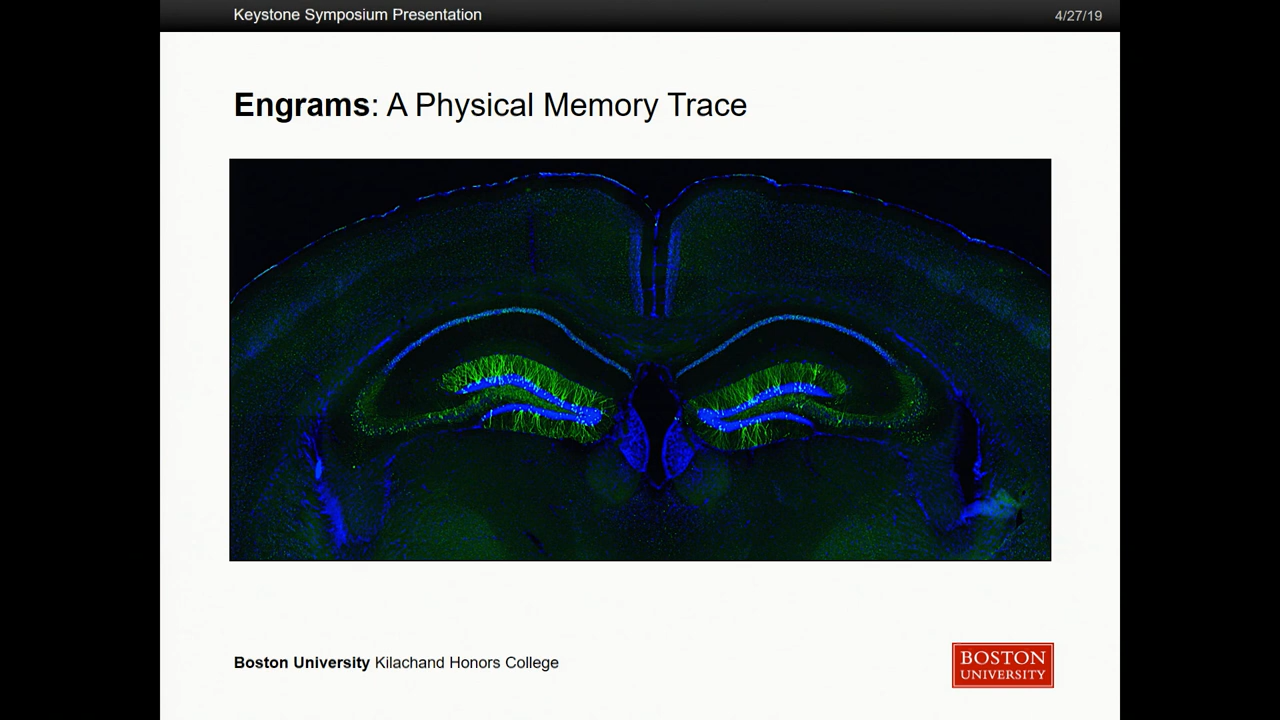 Keystone Symposium Presentation
4/27/19
Engrams: A Physical Memory Trace
Boston University Kilachand Honors College
BOSTON
UNIVERSITY